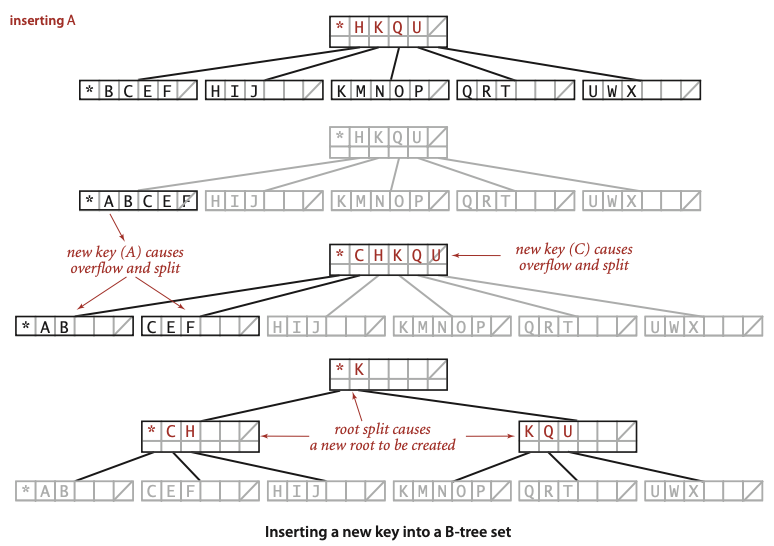 inserting A
* H K Q U
* B C E F H I J K M N O P Q R T U W X
* H K Q U
* A B C E F H I J K M N O P Q R T U W X
new key (A) causes
overflow and split
* C H K Q U
new key (C) causes
overflow and split
* A B C E F H I J K M N O P Q R T U W X
* K
root split causes
a new root to be created
* C H K Q U
* A B C E F H I J K M N O P Q R T U W X
Inserting a new key into a B-tree set